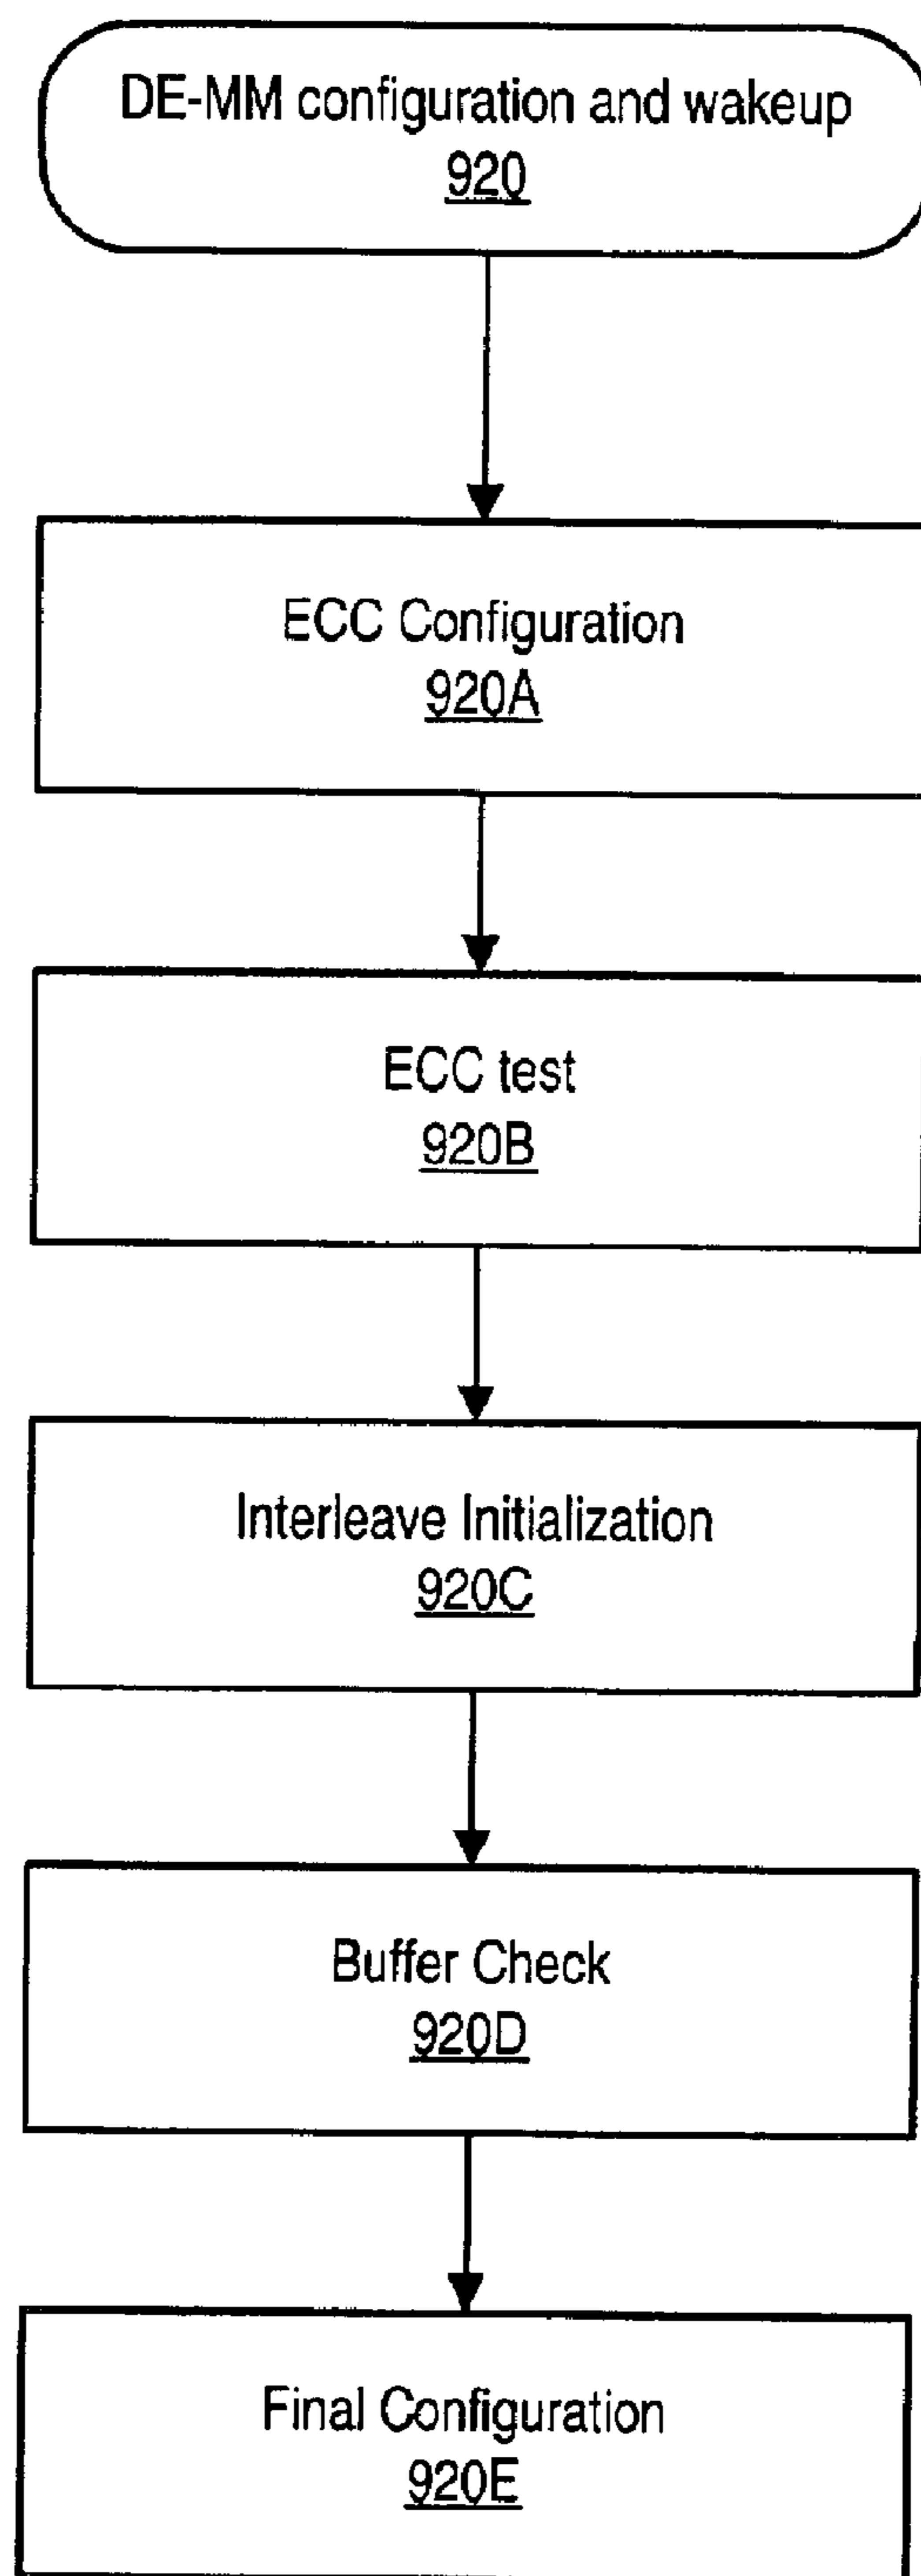 DE-MM configuration and wakeup
920
ECC Configuration
920A
ECC test
920B
Interleave Initialization
920C
Buffer Check
920D
Final Configuration
920E